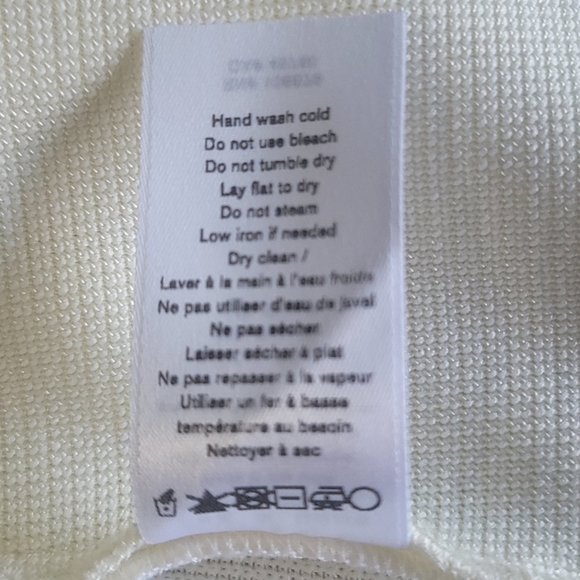 Hand wash cold
Do not use bleach
Do not tumble dry
Lay flat to dry
Do not steam
Low iron if needed
Dry clean /
Laver à la main à l'eau froide
Ne pas utiliser d'eau de javel
Ne pas sécher
Laisser sécher à plat
Ne pas repasser à la vapeur
Utiliser un fer à basse
température au besoin
Nettoyer à sec